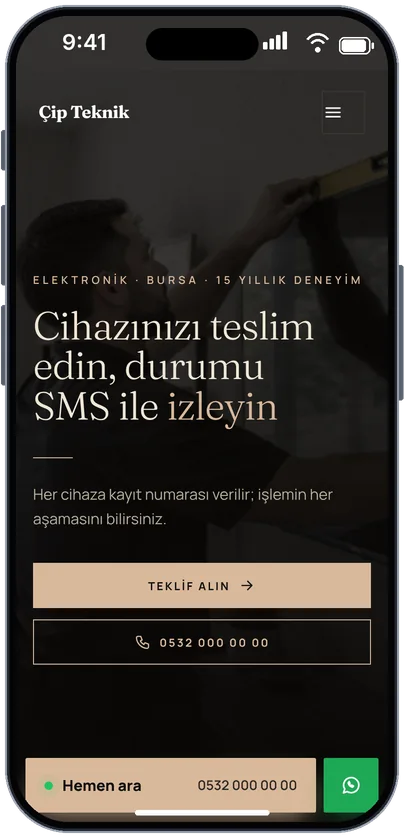 9:41
Çip Teknik
ELEKTRONİK · BURSA · 15 YILLIK DENEYİM
Cihazınızı teslim
edin, durumu
SMS ile izleyin
Her cihaza kayıt numarası verilir; işlemin her
aşamasını bilirsiniz.
TEKLİF ALIN →
0532 000 00 00
Hemen ara 0532 000 00 00